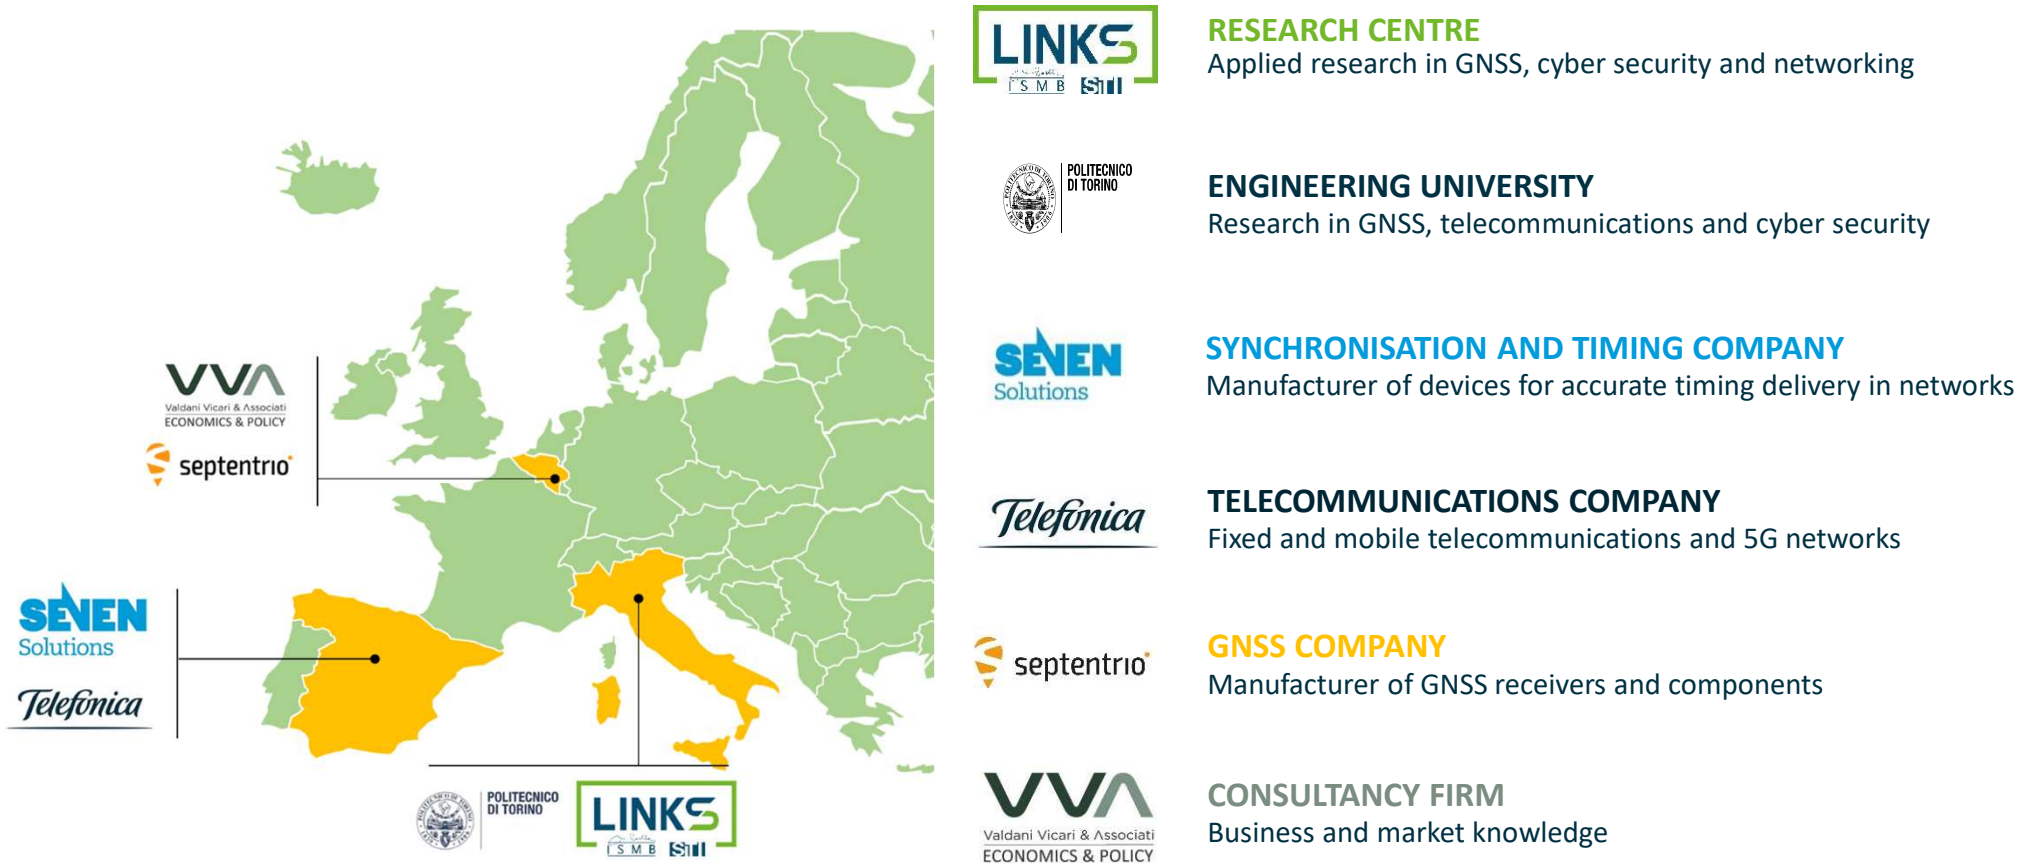 VVA
Valdani Vicari & Associati
ECONOMICS & POLICY
septentrio
SEVEN
Solutions
Telefónica
POLITECNICO
DI TORINO
LINKS
ISMB STI
LINKS
ISMB STI
RESEARCH CENTRE
Applied research in GNSS, cyber security and networking
POLITECNICO
DI TORINO
ENGINEERING UNIVERSITY
Research in GNSS, telecommunications and cyber security
SEVEN
Solutions
SYNCHRONISATION AND TIMING COMPANY
Manufacturer of devices for accurate timing delivery in networks
Telefónica
TELECOMMUNICATIONS COMPANY
Fixed and mobile telecommunications and 5G networks
septentrio
GNSS COMPANY
Manufacturer of GNSS receivers and components
VVA
Valdani Vicari & Associati
ECONOMICS & POLICY
CONSULTANCY FIRM
Business and market knowledge